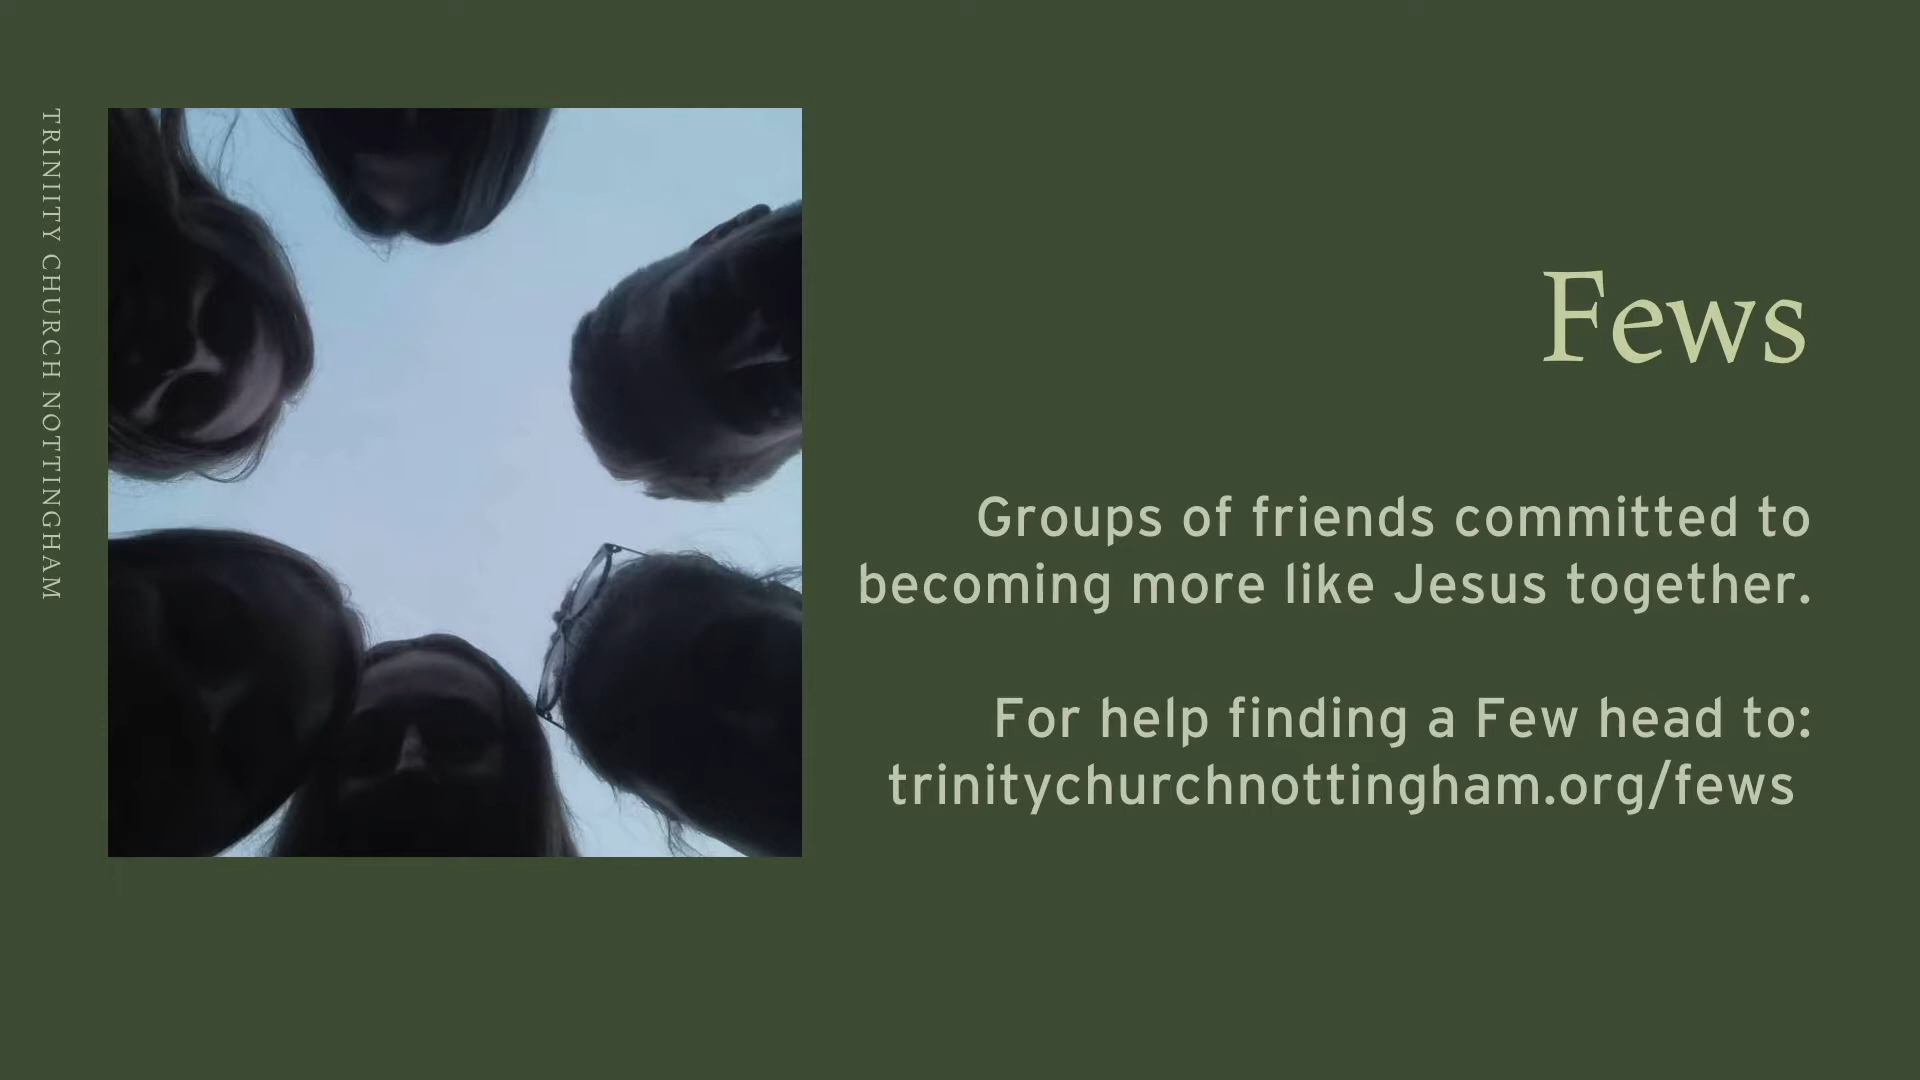 TRINITY CHURCH NOTTINGHAM
Fews
Groups of friends committed to
becoming more like Jesus together.
For help finding a Few head to:
trinitychurchnottingham.org/fews